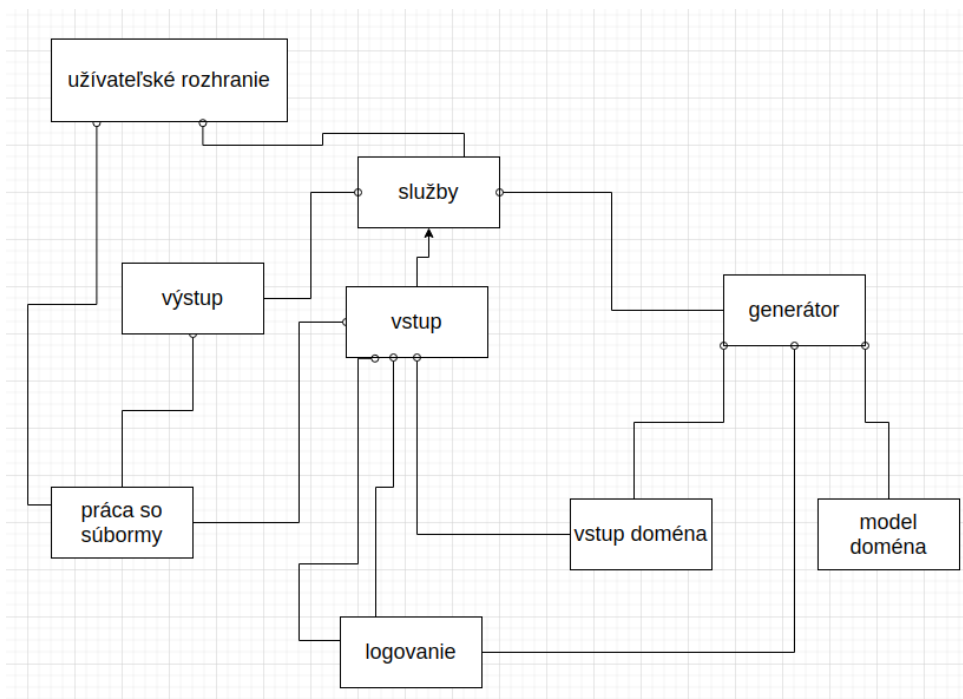 užívateľské rozhranie
služby
výstup
vstup
generátor
práca so
súbormy
vstup doména
model
doména
logovanie